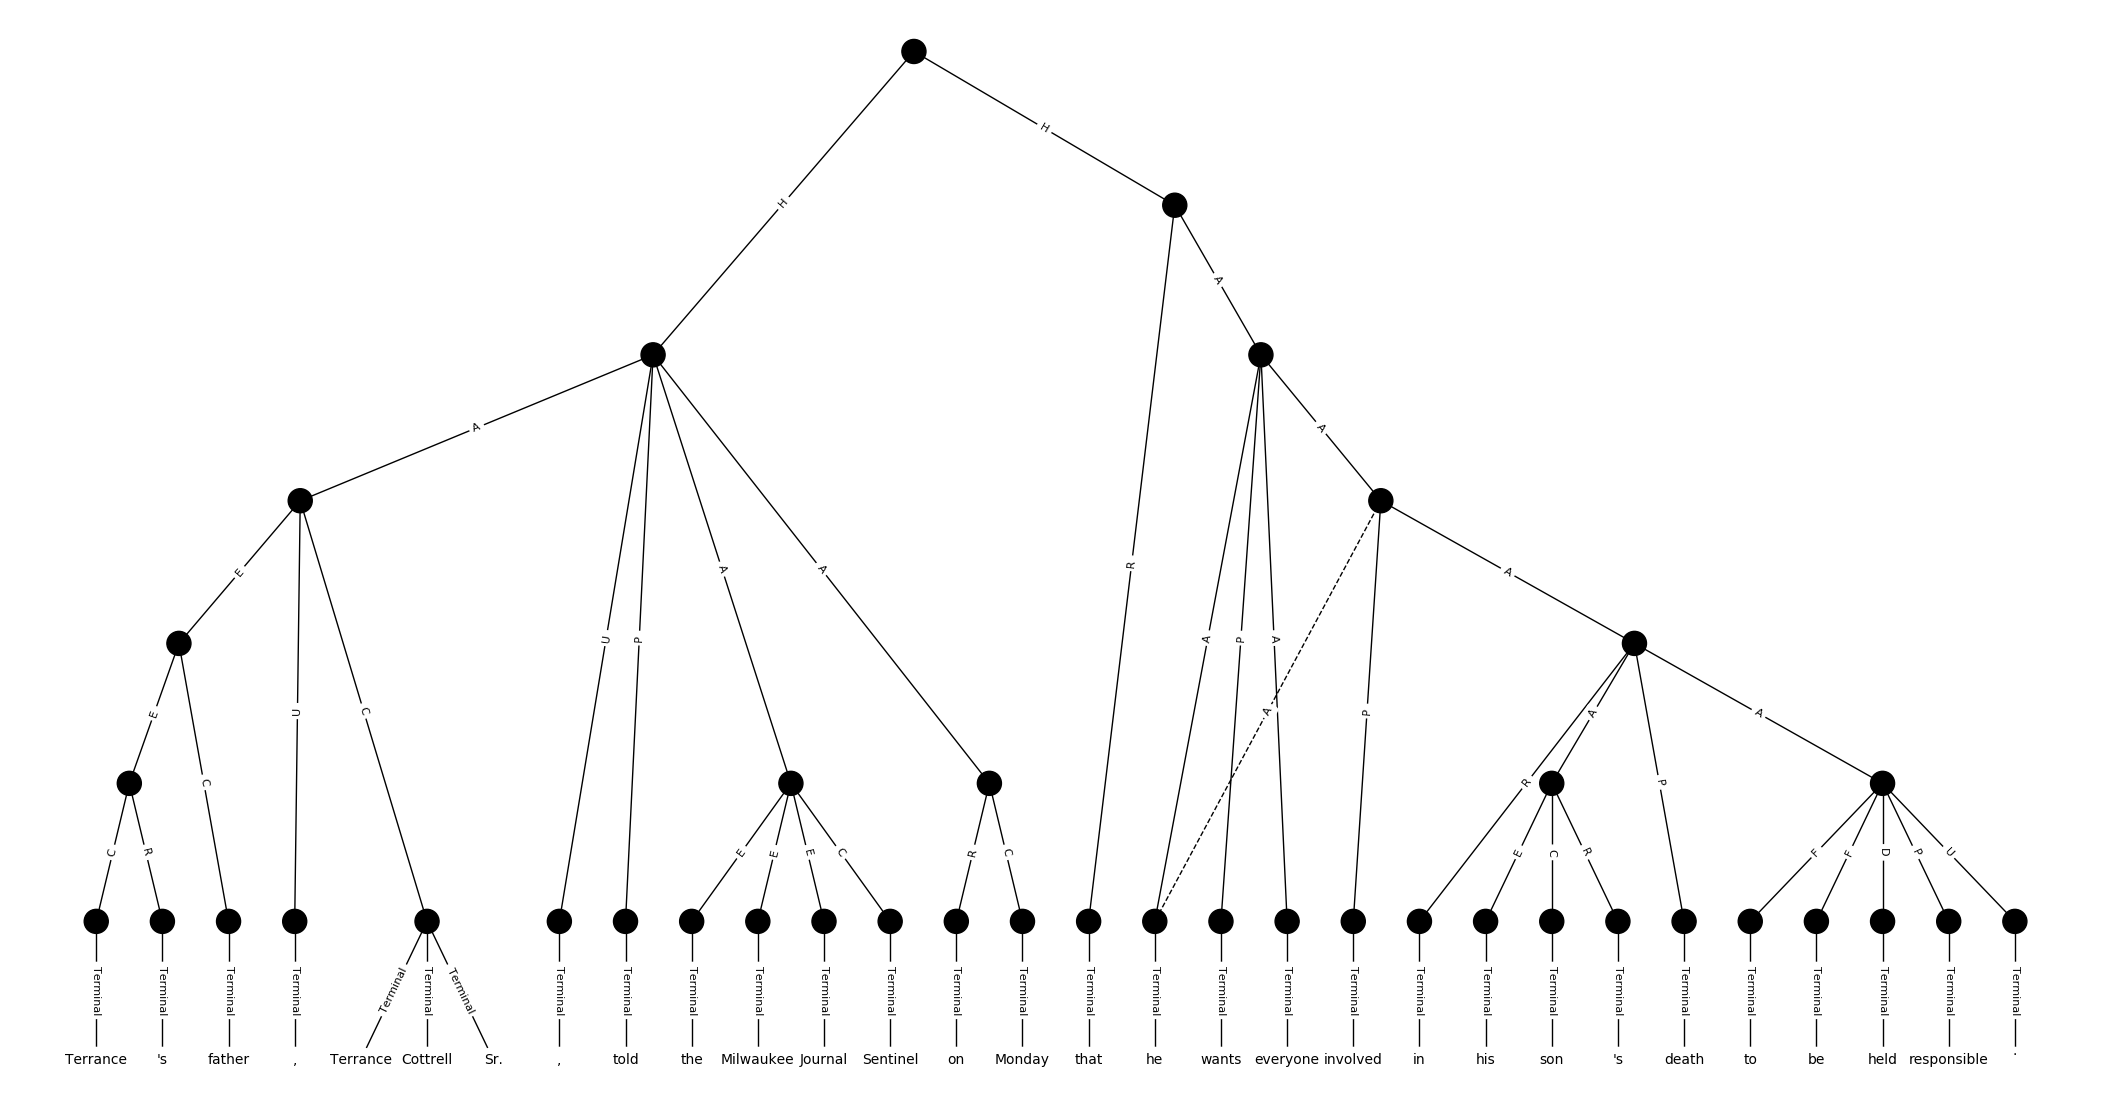 H
H
A
A
A
E
A
A
R
A
P
U
P
A
A
A
E
U
C
A
P
A
A
C
R
P
C
R
E
E
E
C
R
C
E
C
R
F
F
D
P
U
Terminal Terminal Terminal Terminal Terminal Terminal Terminal Terminal Terminal Terminal Terminal Terminal Terminal Terminal Terminal Terminal Terminal Terminal Terminal Terminal Terminal Terminal Terminal Terminal Terminal Terminal Terminal Terminal Terminal Terminal
Terrance 's father , Terrance Cottrell Sr. , told the Milwaukee Journal Sentinel on Monday that he wants everyone involved in his son 's death to be held responsible .